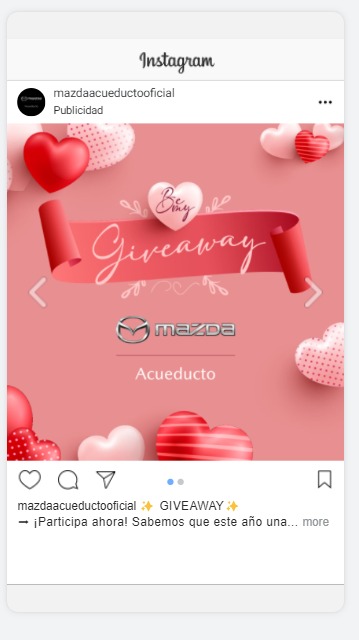 Instagram
mazdaacueductooficial
Publicidad
Be
my
Giveaway
mazda
Acueducto
mazdaacueductooficial ✨ GIVEAWAY✨
➞ ¡Participa ahora! Sabemos que este año una... more